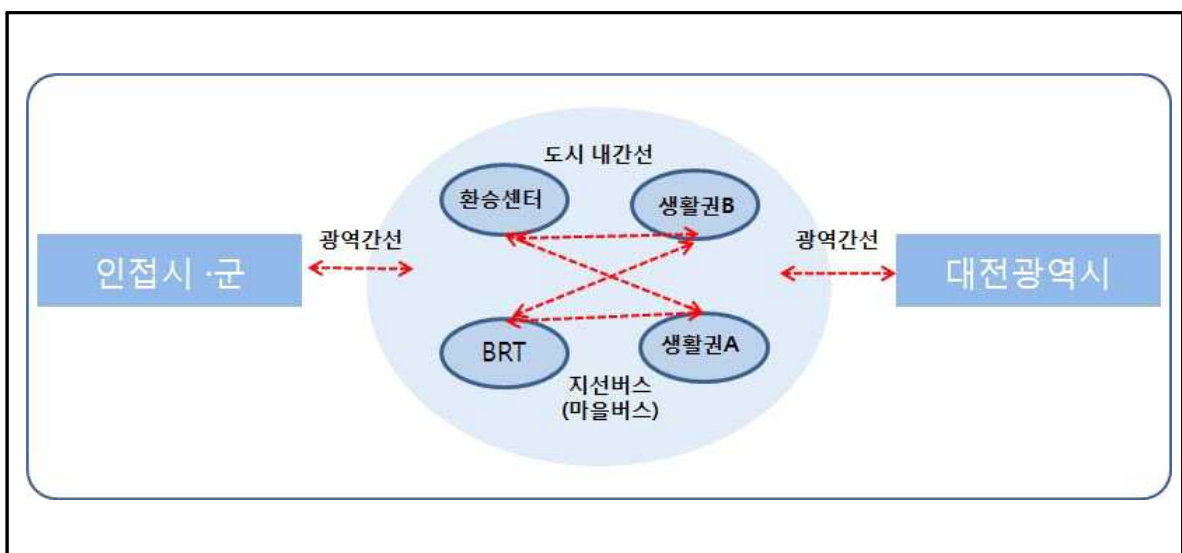 도시 내간선
환승센터
생활권B
광역간선
광역간선
인접시 ·군
대전광역시
BRT
생활권A
지선버스
(마을버스)